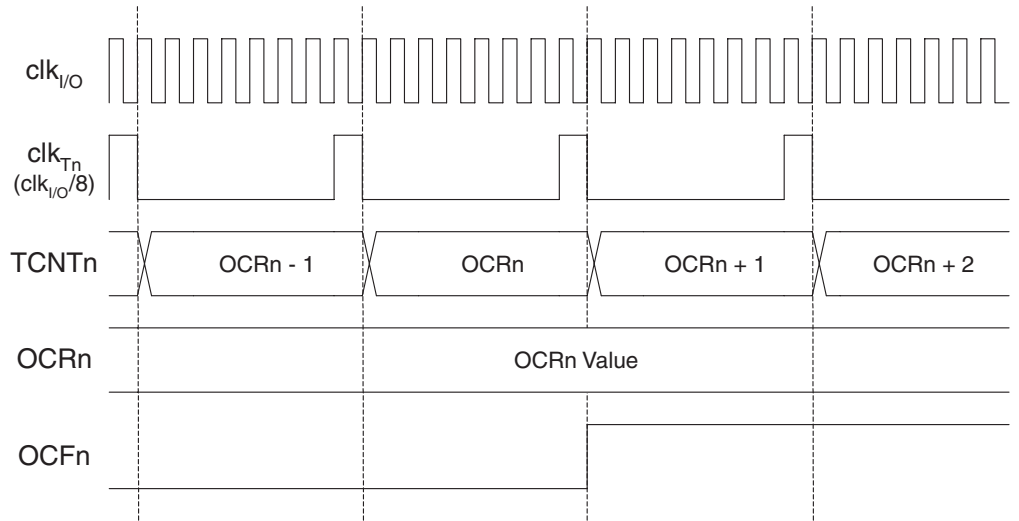 clkI/O
clkTn
(clkI/O/8)
TCNTn
OCRn - 1 OCRn OCRn + 1 OCRn + 2
OCRn
OCRn Value
OCFn